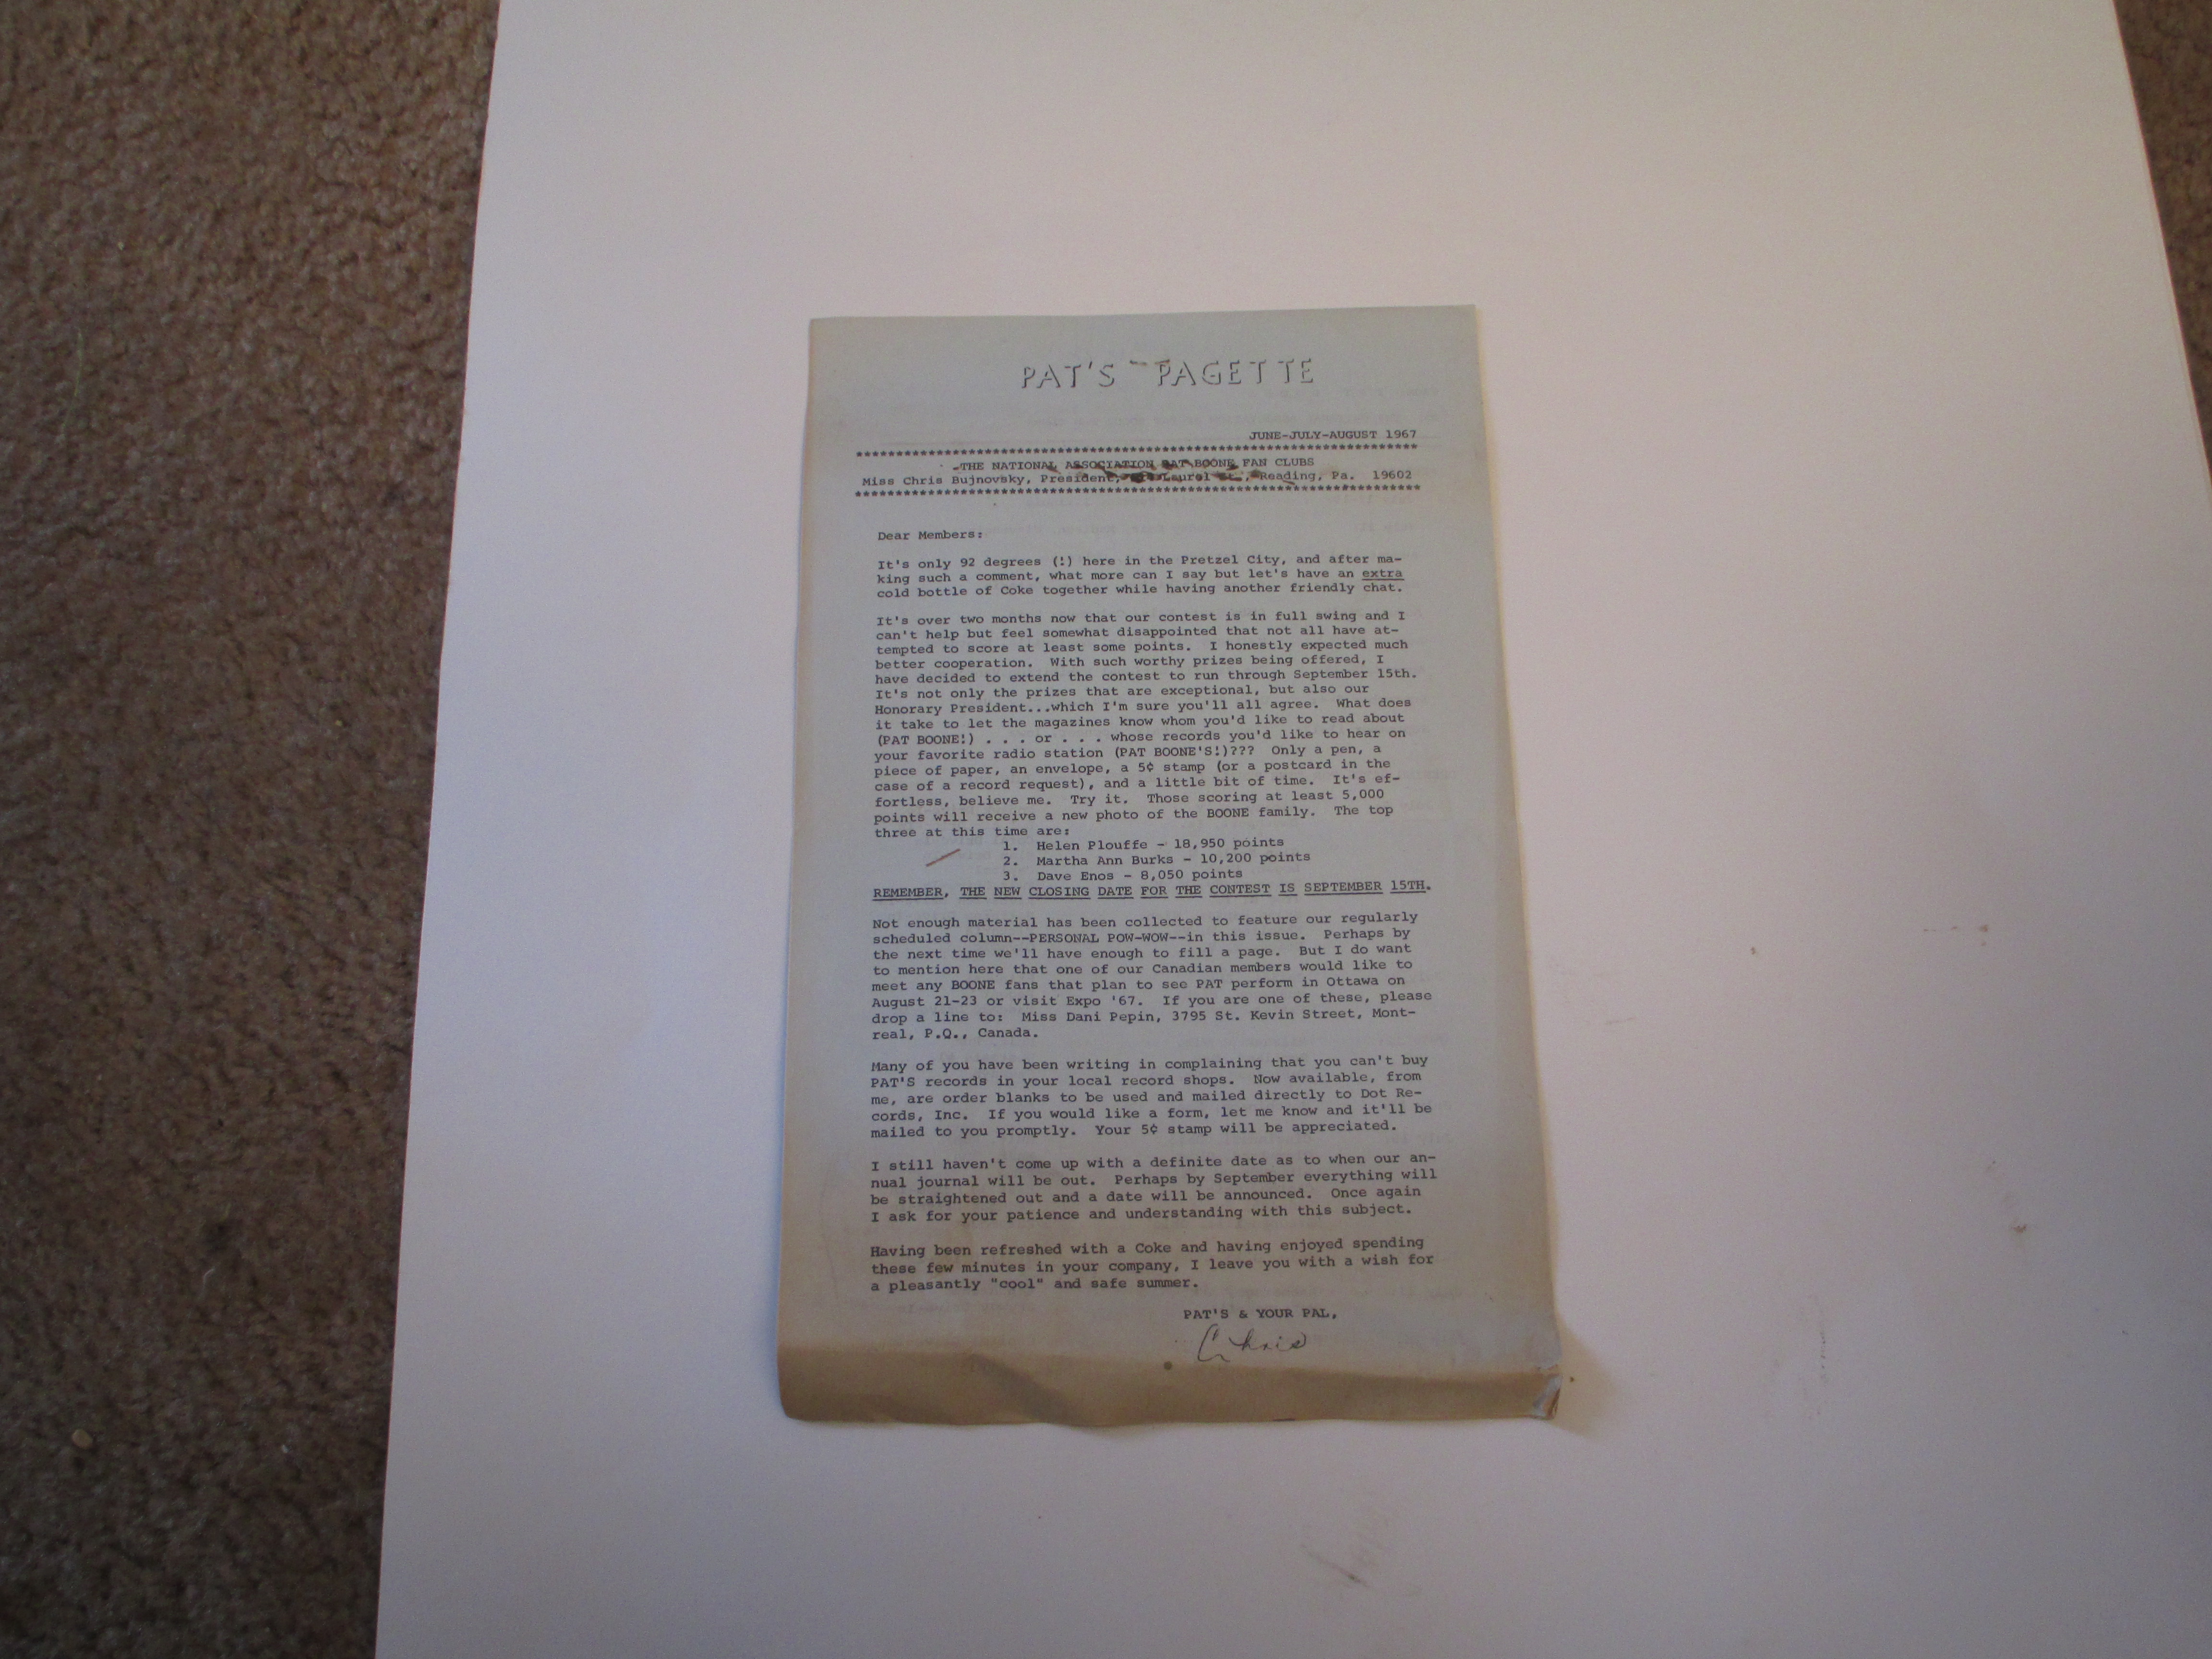 PAT'S PAGETTE
JUNE-JULY-AUGUST 1967
************************************************************************
THE NATIONAL ASSOCIATION PAT BOONE FAN CLUBS
Miss Chris Bujnovsky, President, Laurel St., Reading, Pa. 19602
************************************************************************
Dear Members:
It's only 92 degrees (!) here in the Pretzel City, and after ma-
king such a comment, what more can I say but let's have an extra
cold bottle of Coke together while having another friendly chat.
It's over two months now that our contest is in full swing and I
can't help but feel somewhat disappointed that not all have at-
tempted to score at least some points. I honestly expected much
better cooperation. With such worthy prizes being offered, I
have decided to extend the contest to run through September 15th.
It's not only the prizes that are exceptional, but also our
Honorary President...which I'm sure you'll all agree. What does
it take to let the magazines know whom you'd like to read about
(PAT BOONE!) . . . or . . . whose records you'd like to hear on
your favorite radio station (PAT BOONE'S!)??? Only a pen, a
piece of paper, an envelope, a 5¢ stamp (or a postcard in the
case of a record request), and a little bit of time. It's ef-
fortless, believe me. Try it. Those scoring at least 5,000
points will receive a new photo of the BOONE family. The top
three at this time are:
1. Helen Plouffe - 18,950 points
2. Martha Ann Burks - 10,200 points
3. Dave Enos - 8,050 points
REMEMBER, THE NEW CLOSING DATE FOR THE CONTEST IS SEPTEMBER 15TH.
Not enough material has been collected to feature our regularly
scheduled column--PERSONAL POW-WOW--in this issue. Perhaps by
the next time we'll have enough to fill a page. But I do want
to mention here that one of our Canadian members would like to
meet any BOONE fans that plan to see PAT perform in Ottawa on
August 21-23 or visit Expo '67. If you are one of these, please
drop a line to: Miss Dani Pepin, 3795 St. Kevin Street, Mont-
real, P.Q., Canada.
Many of you have been writing in complaining that you can't buy
PAT'S records in your local record shops. Now available, from
me, are order blanks to be used and mailed directly to Dot Re-
cords, Inc. If you would like a form, let me know and it'll be
mailed to you promptly. Your 5¢ stamp will be appreciated.
I still haven't come up with a definite date as to when our an-
nual journal will be out. Perhaps by September everything will
be straightened out and a date will be announced. Once again
I ask for your patience and understanding with this subject.
Having been refreshed with a Coke and having enjoyed spending
these few minutes in your company, I leave you with a wish for
a pleasantly "cool" and safe summer.
PAT'S & YOUR PAL,
Chris